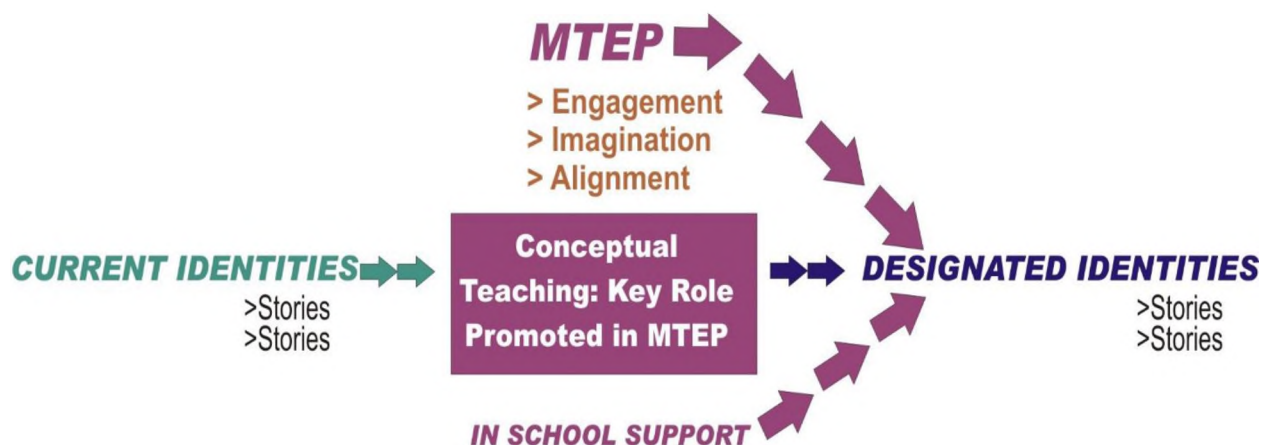 MTEP
> Engagement
> Imagination
> Alignment
CURRENT IDENTITIES
>Stories
>Stories
Conceptual
Teaching: Key Role
Promoted in MTEP
DESIGNATED IDENTITIES
>Stories
>Stories
IN SCHOOL SUPPORT